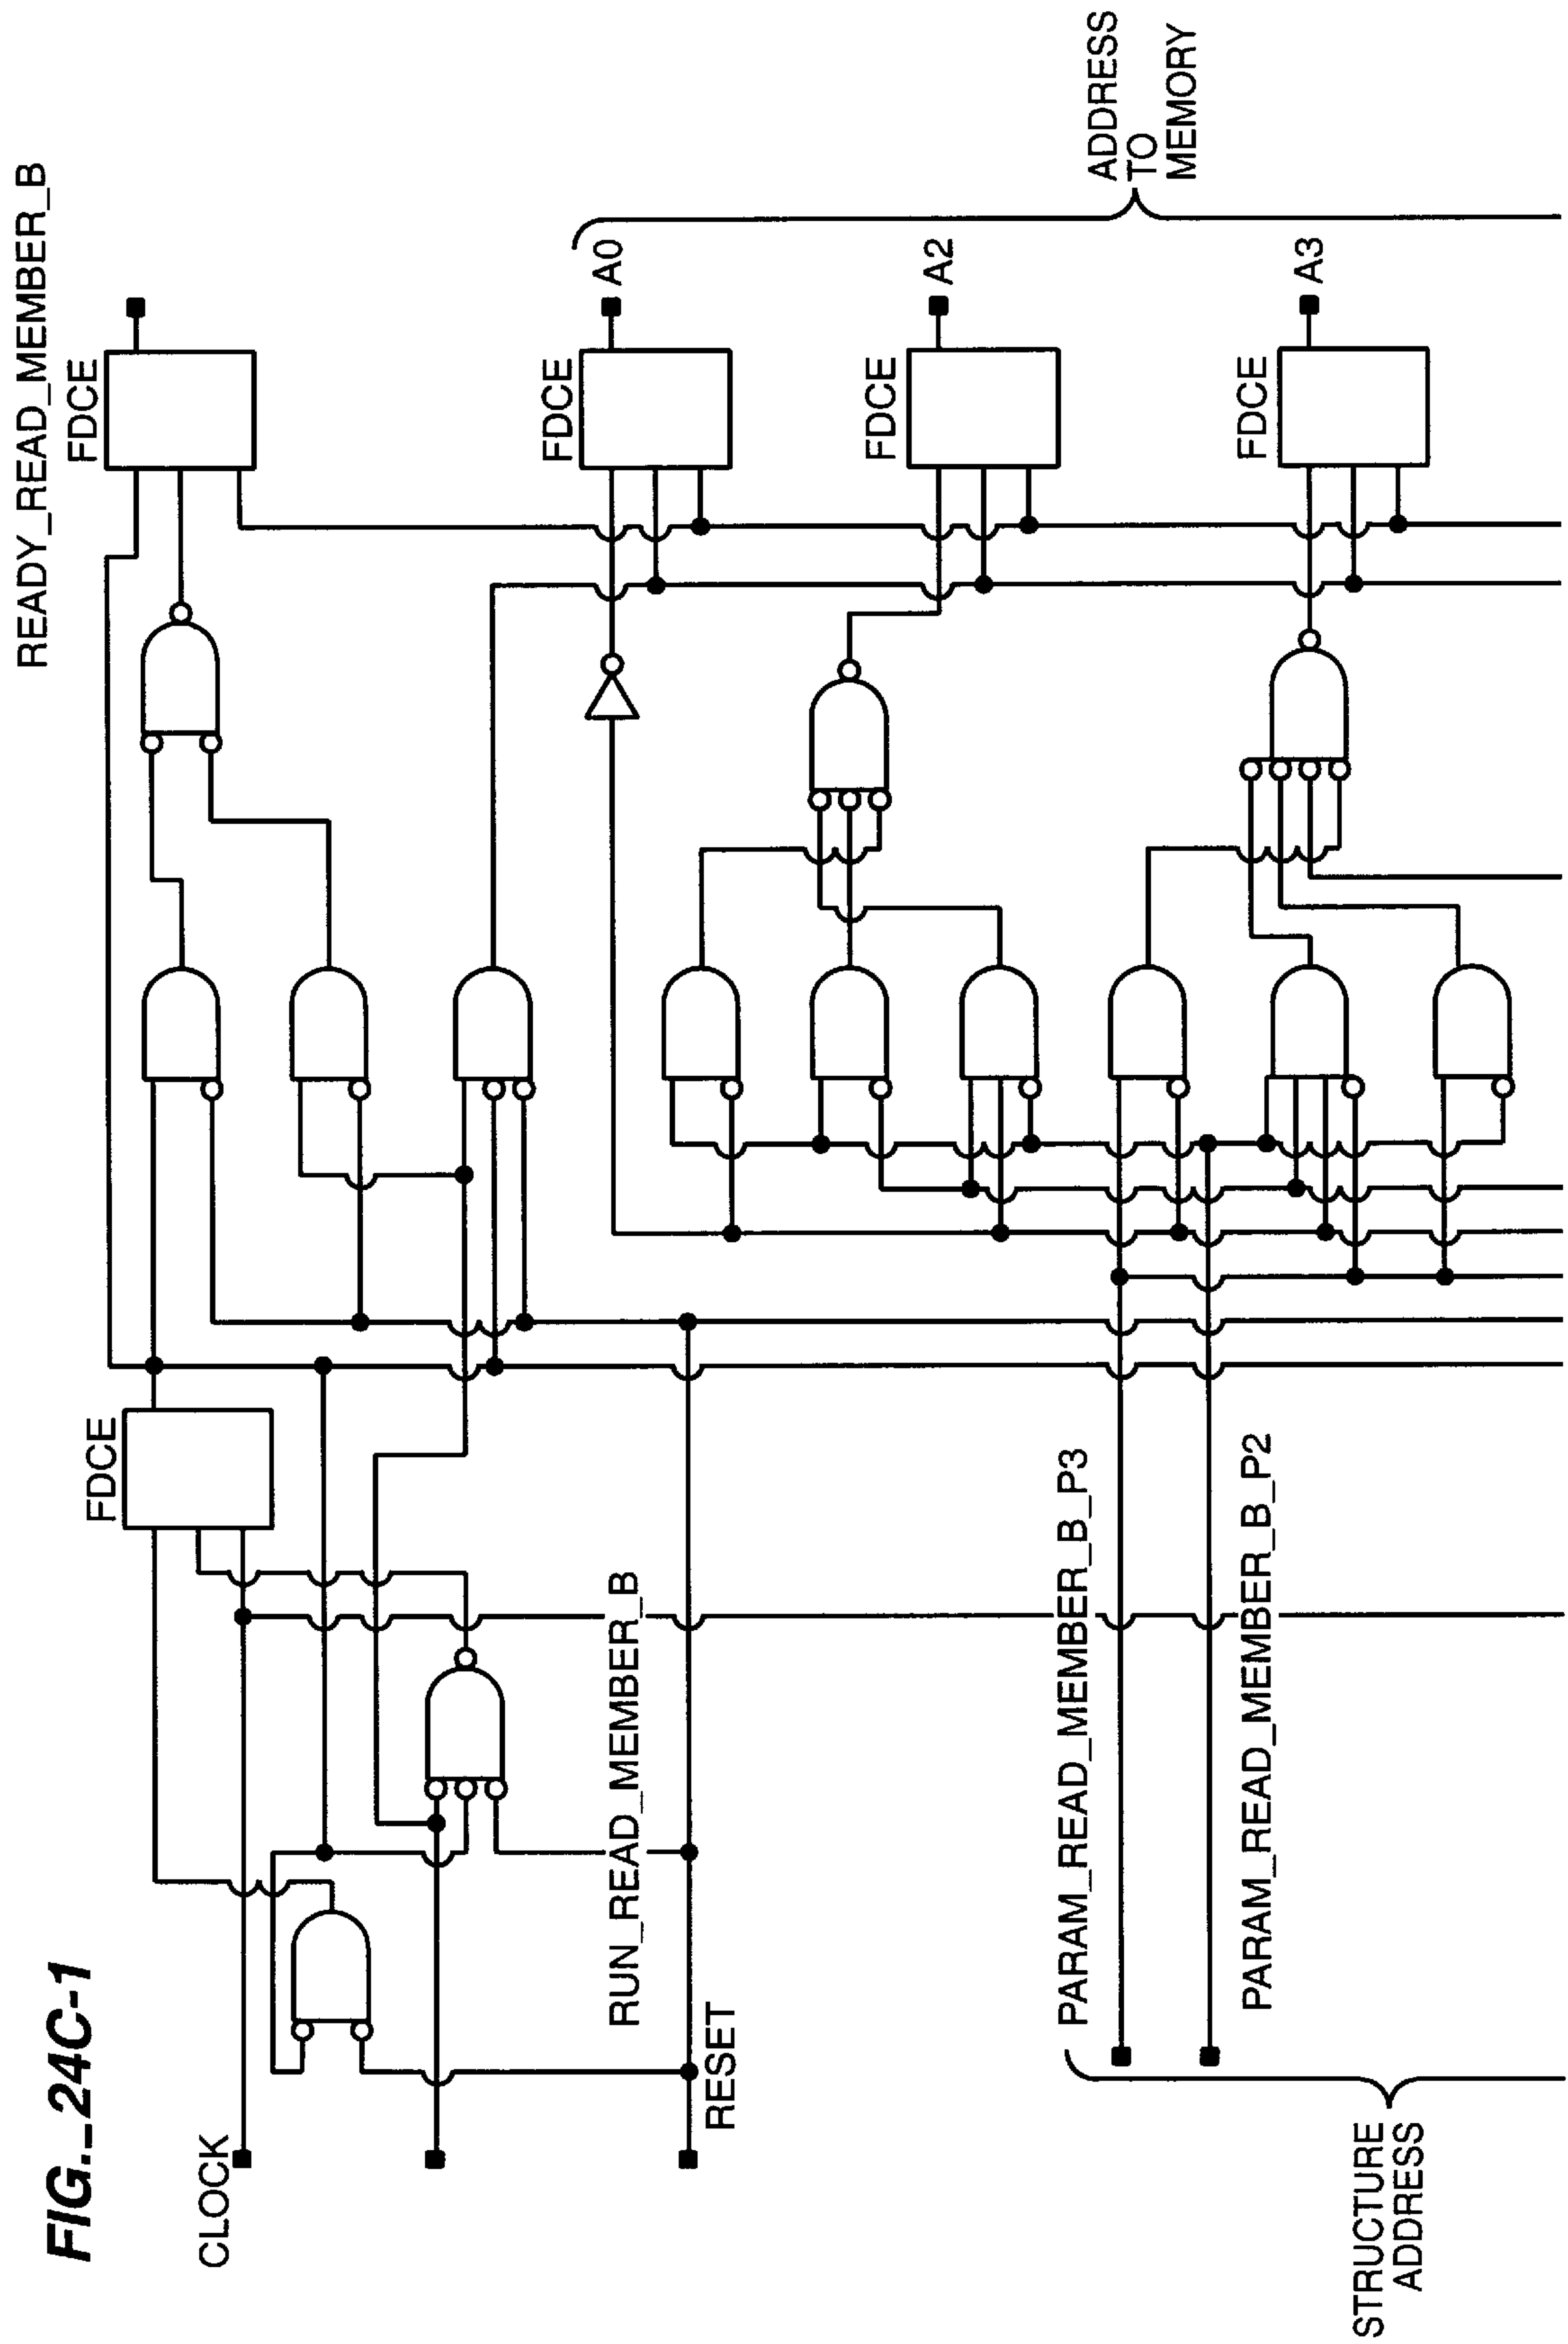 FIG._24C-1
READY_READ_MEMBER_B
FDCE
FDCE
CLOCK
RUN_READ_MEMBER_B
RESET
FDCE
A0
FDCE
A2
FDCE
A3
ADDRESS
TO
MEMORY
PARAM_READ_MEMBER_B_P3
PARAM_READ_MEMBER_B_P2
STRUCTURE
ADDRESS